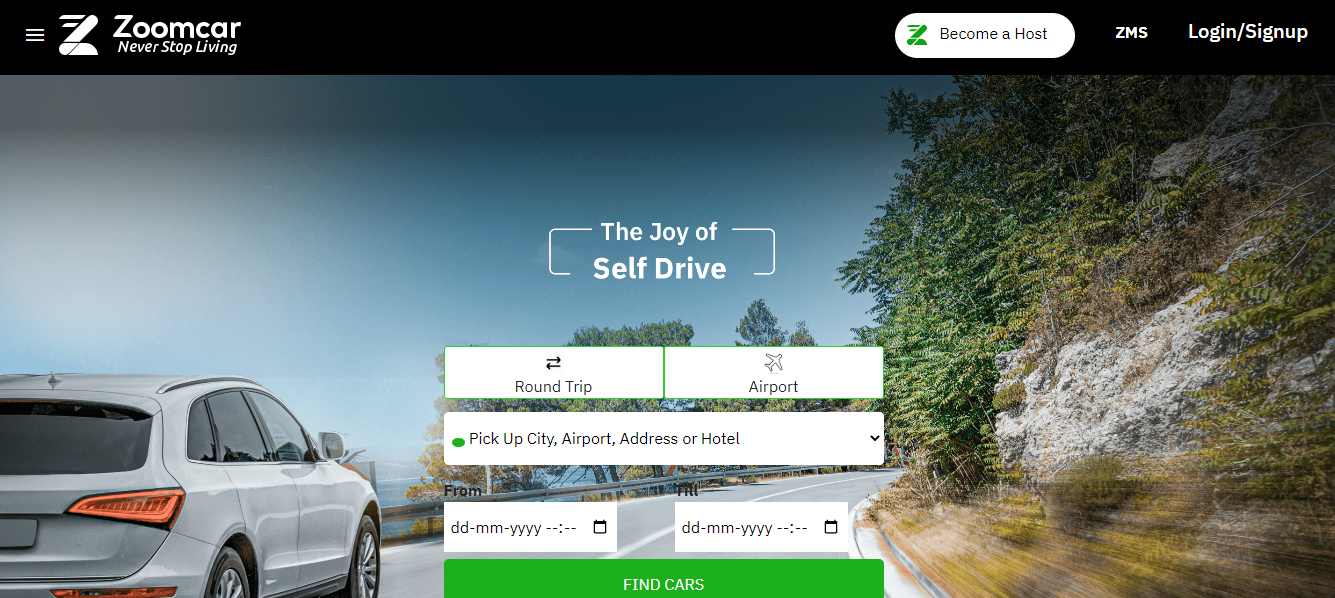 Zoomcar
Never Stop Living
Become a Host
ZMS
Login/Signup
The Joy of
Self Drive
Round Trip
Airport
Pick Up City, Airport, Address or Hotel
From
Till
dd-mm-yyyy --:--
dd-mm-yyyy --:--
FIND CARS